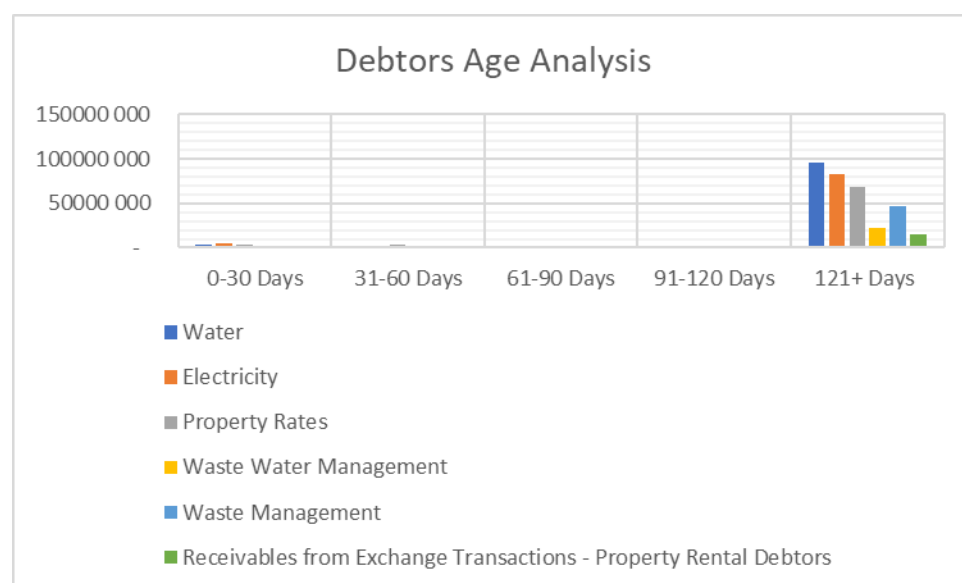 Debtors Age Analysis
150000 000
100000 000
50000 000
-
0-30 Days 31-60 Days 61-90 Days 91-120 Days 121+ Days
Water
Electricity
Property Rates
Waste Water Management
Waste Management
Receivables from Exchange Transactions - Property Rental Debtors